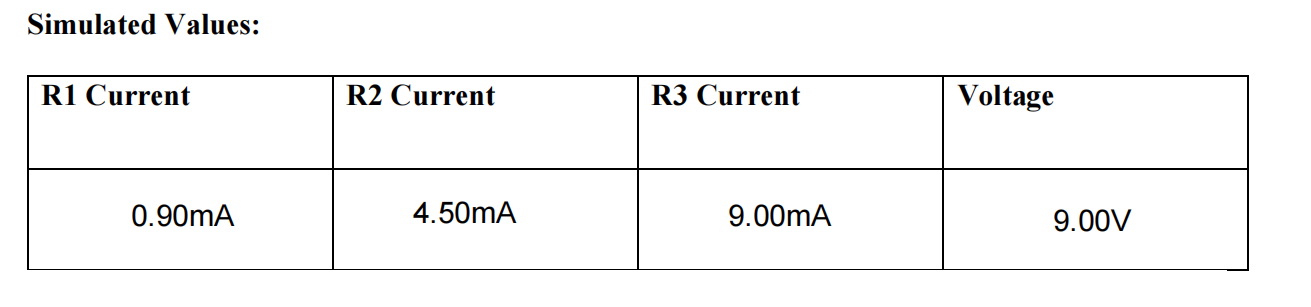 Simulated Values:
R1 Current R2 Current R3 Current Voltage
0.90mA 4.50mA 9.00mA 9.00V